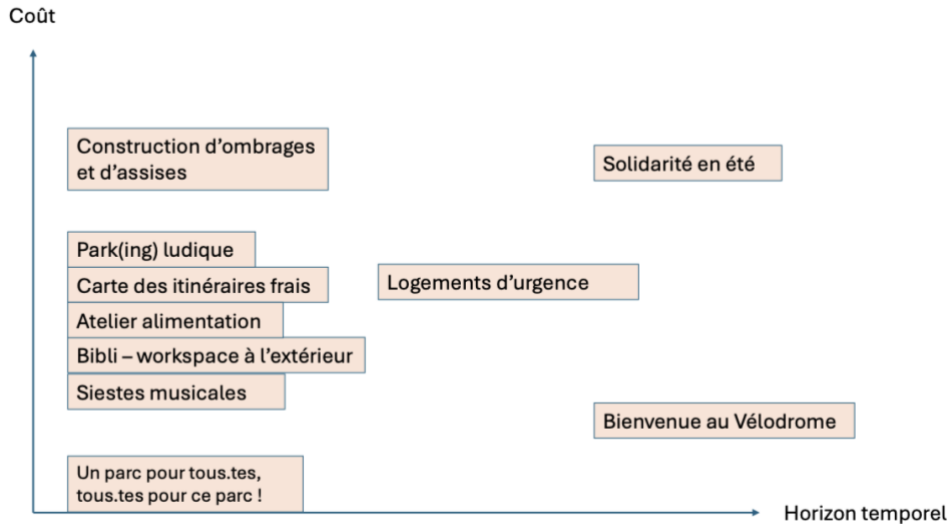 Coût
Construction d’ombrages
et d’assises
Solidarité en été
Park(ing) ludique
Carte des itinéraires frais
Logements d’urgence
Atelier alimentation
Bibli – workspace à l’extérieur
Siestes musicales
Bienvenue au Vélodrome
Un parc pour tous.tes,
tous.tes pour ce parc !
Horizon temporel